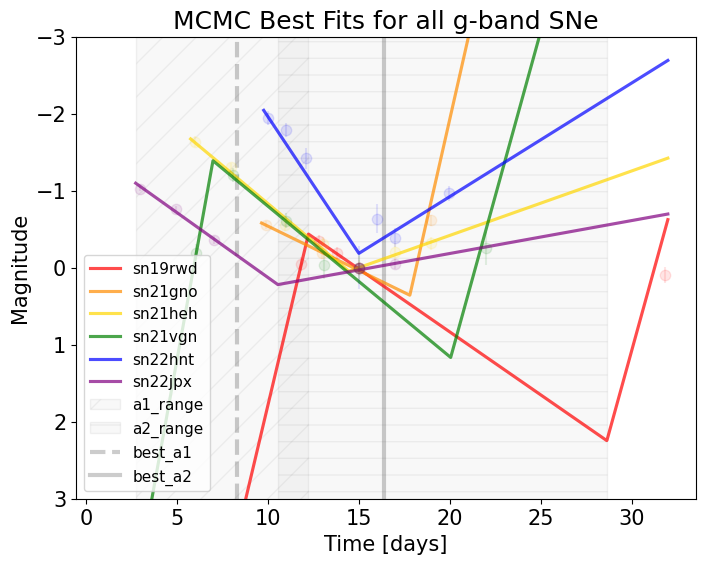 MCMC Best Fits for all g-band SNe
Magnitude
−3
−2
−1
0
1
2
3
sn19rwd
sn21gno
sn21heh
sn21vgn
sn22hnt
sn22jpx
a1_range
a2_range
best_a1
best_a2
0 5 10 15 20 25 30
Time [days]